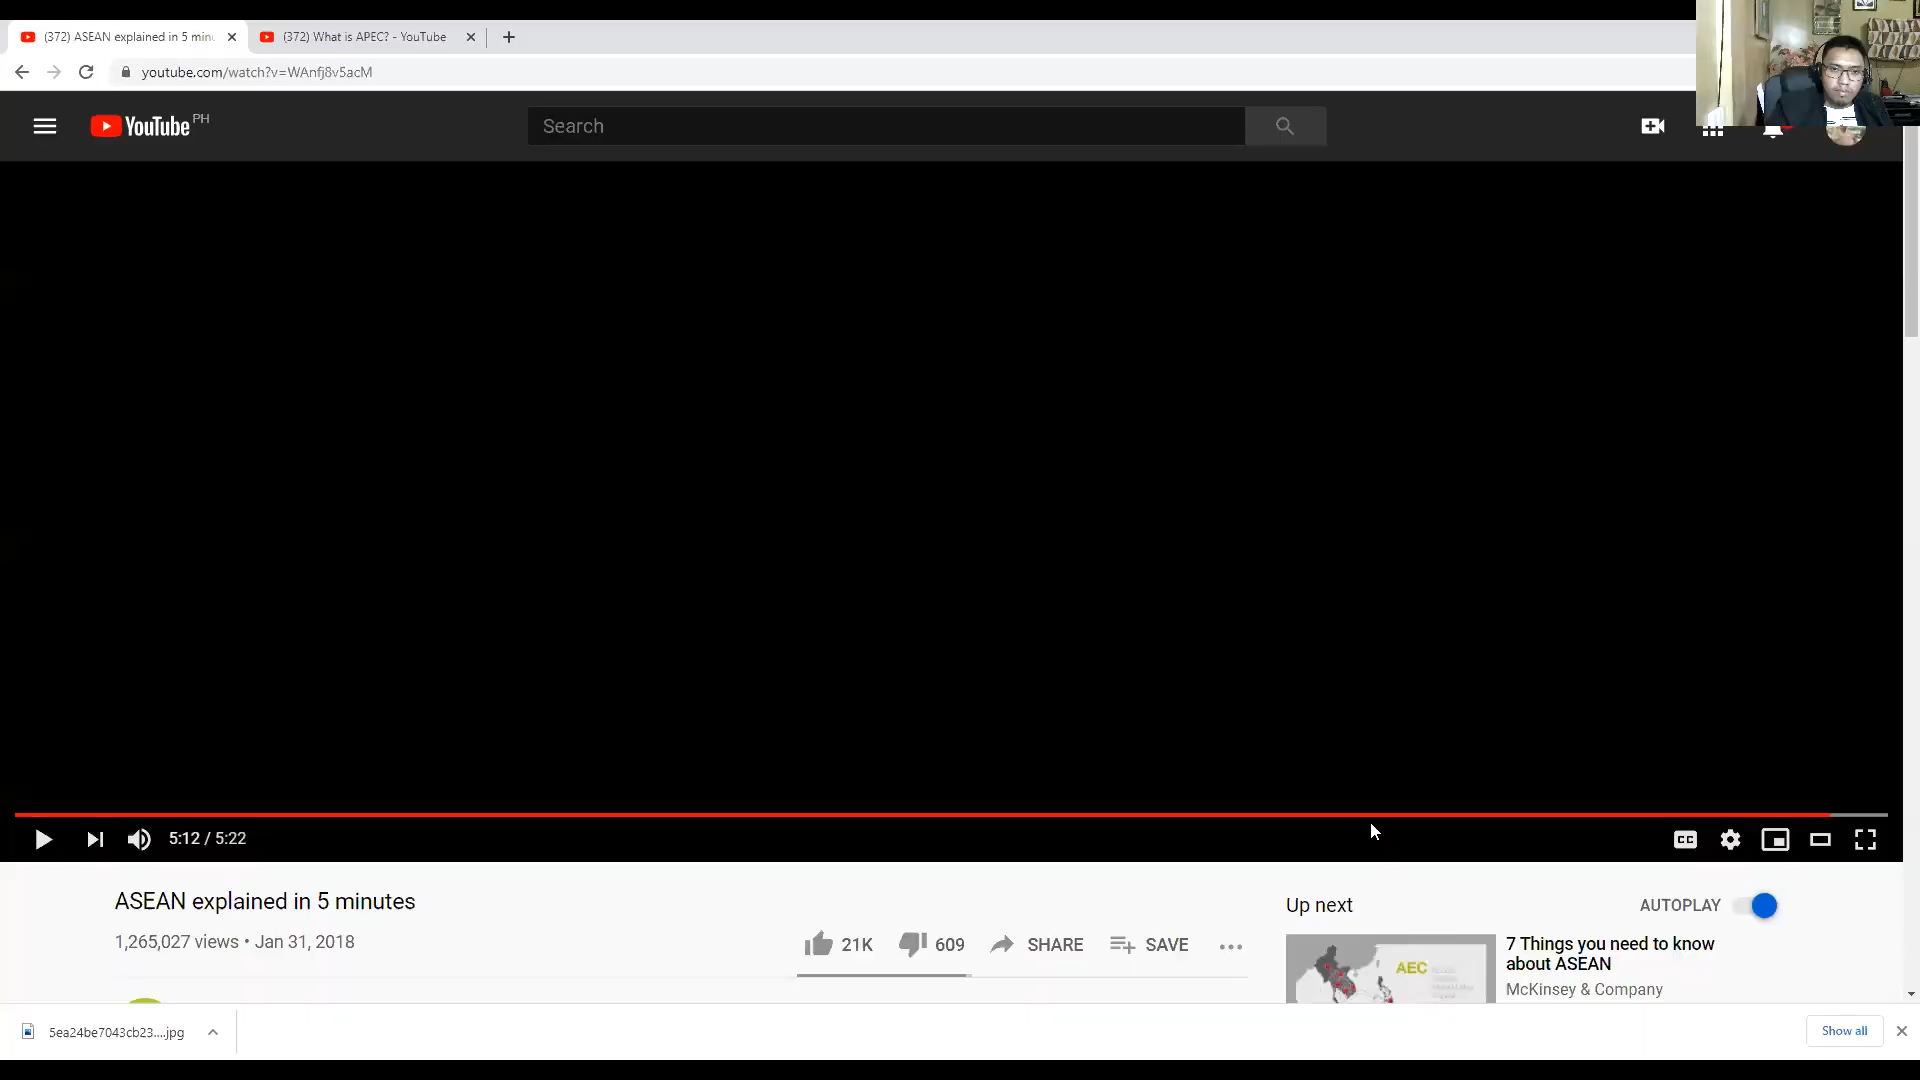 (372) ASEAN explained in 5 minu
(372) What is APEC? - YouTube
youtube.com/watch?v=WAnfj8v5acM
YouTube PH
Search
5:12 / 5:22
CC
ASEAN explained in 5 minutes
1,265,027 views • Jan 31, 2018
21K
609
SHARE
SAVE
Up next
AUTOPLAY
AEC
7 Things you need to know
about ASEAN
McKinsey & Company
5ea24be7043cb23....jpg
Show all